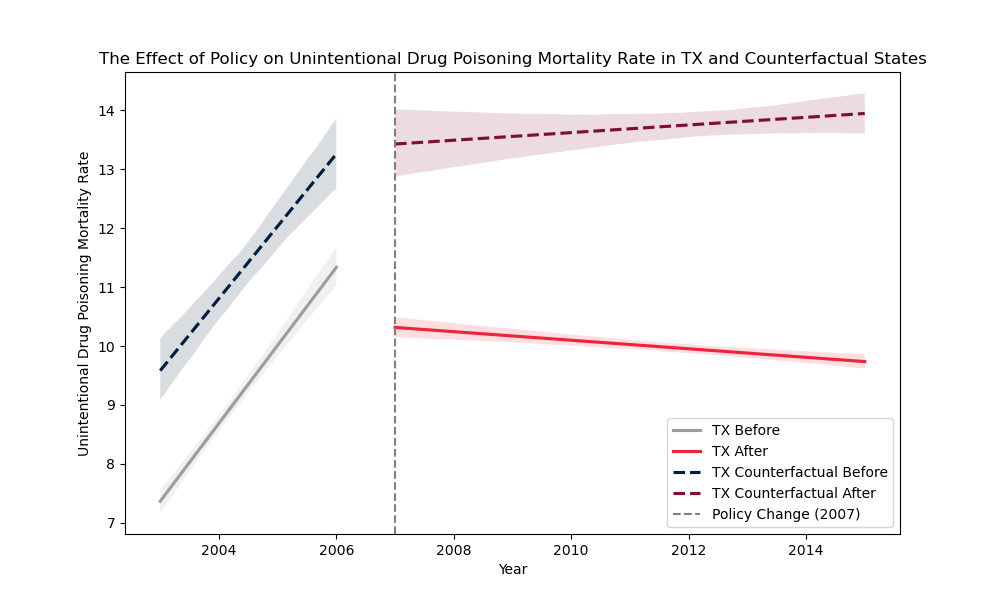 The Effect of Policy on Unintentional Drug Poisoning Mortality Rate in TX and Counterfactual States
Unintentional Drug Poisoning Mortality Rate
14
13
12
11
10
9
8
7
TX Before
TX After
TX Counterfactual Before
TX Counterfactual After
Policy Change (2007)
2004
2006
2008
2010
2012
2014
Year